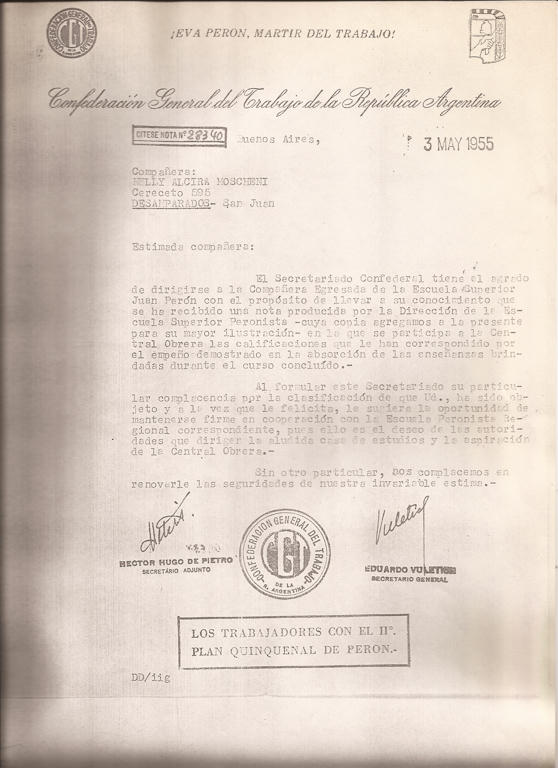 CONFEDERACION GENERAL DEL TRABAJO
CGT
¡EVA PERON, MARTIR DEL TRABAJO!
Confederación General del Trabajo de la República Argentina
CITESE NOTA Nº 28340
Buenos Aires,
3 MAY 1955
Compañera:
NELLY ALCIRA MOSCHENI
Cereceto 595
DESAMPARADOS- San Juan
Estimada compañera:
El Secretariado Confederal tiene el agrado
de dirigirse a la Compañera Egresada de la Escuela Superior
Juan Perón con el propósito de llevar a su conocimiento que
se ha recibido una nota producida por la Dirección de la Es-
cuela Superior Peronista -cuya copia agregamos a la presente
para su mayor ilustración- en la que se participa a la Cen-
tral Obrera las calificaciones que le han correspondido por
el empeño demostrado en la absorción de las enseñanzas brin-
dadas durante el curso concluído.-
Al formular este Secretariado su particu-
lar complacencia por la clasificación de que Ud., ha sido ob-
jeto y a la vez que le felicita, le sugiere la oportunidad de
mantenerse firme en cooperación con la Escuela Peronista Re-
gional correspondiente, pues ello es el deseo de las autori-
dades que dirigen la aludida casa de estudios y la aspiración
de la Central Obrera.-
Sin otro particular, nos complacemos en
renovarle las seguridades de nuestra invariable estima.-
HECTOR HUGO DE PIETRO
SECRETARIO ADJUNTO
CONFEDERACION GENERAL DEL TRABAJO
CGT
DE LA
R. ARGENTINA
Vuletich
EDUARDO VULETICH
SECRETARIO GENERAL
LOS TRABAJADORES CON EL IIº.
PLAN QUINQUENAL DE PERON.-
DD/iig